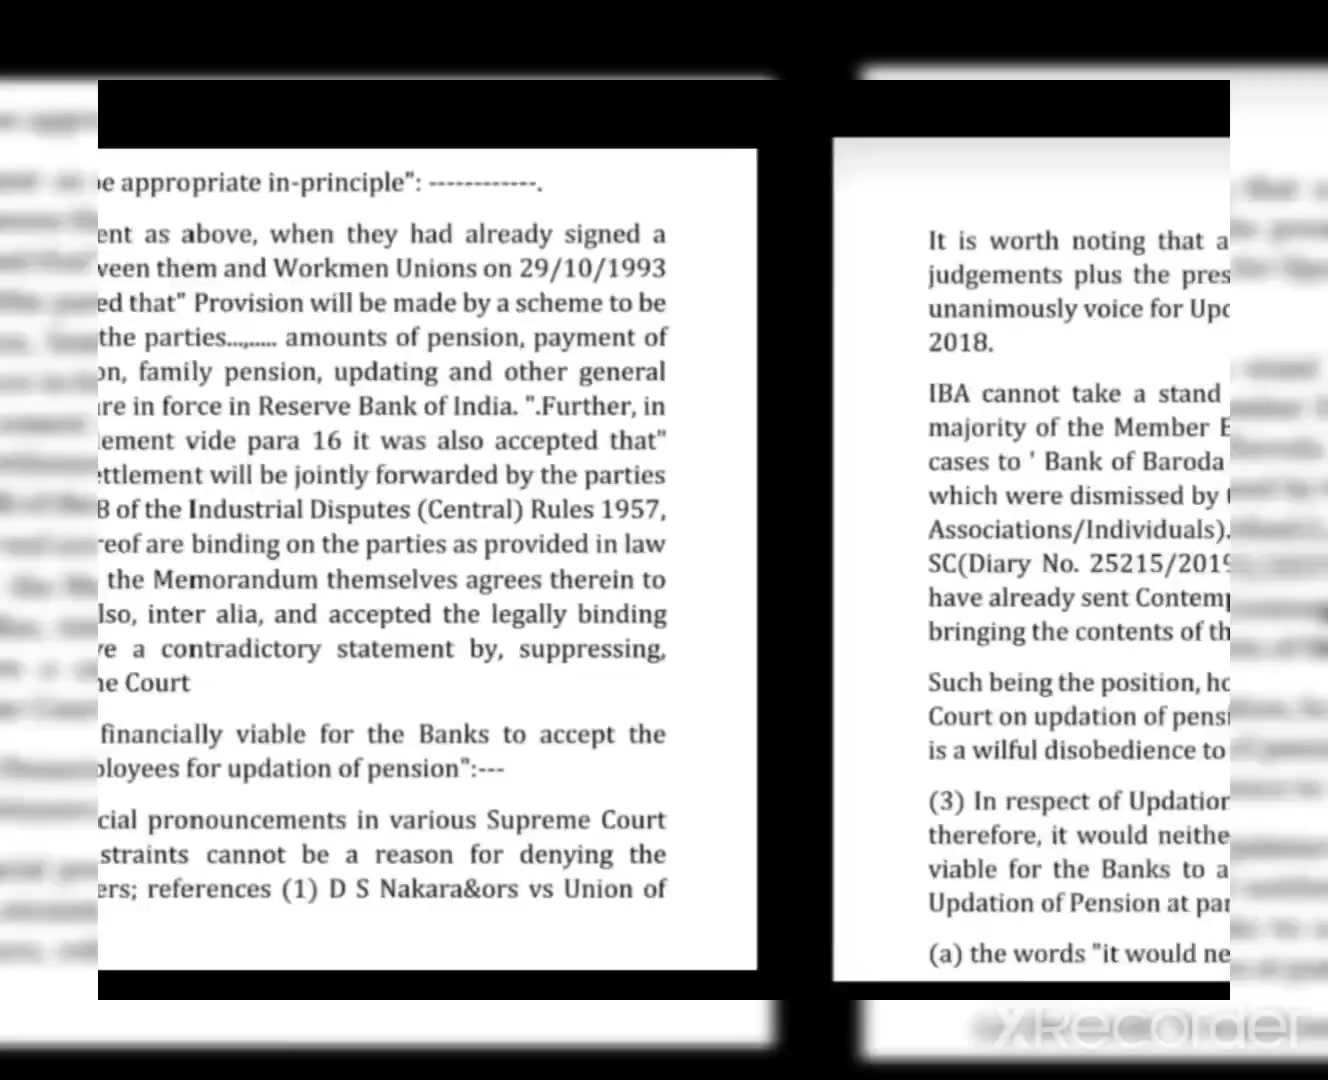 e appropriate in-principle": ------------.
ent as above, when they had already signed a
veen them and Workmen Unions on 29/10/1993
ed that" Provision will be made by a scheme to be
the parties...,..... amounts of pension, payment of
on, family pension, updating and other general
re in force in Reserve Bank of India. ".Further, in
lement vide para 16 it was also accepted that"
ettlement will be jointly forwarded by the parties
B of the Industrial Disputes (Central) Rules 1957,
reof are binding on the parties as provided in law
the Memorandum themselves agrees therein to
lso, inter alia, and accepted the legally binding
e a contradictory statement by, suppressing,
he Court
financially viable for the Banks to accept the
ployees for updation of pension":---
cial pronouncements in various Supreme Court
straints cannot be a reason for denying the
ers; references (1) D S Nakara&ors vs Union of
It is worth noting that a
judgements plus the pres
unanimously voice for Upd
2018.
IBA cannot take a stand
majority of the Member
cases to ' Bank of Baroda
which were dismissed by
Associations/Individuals).
SC(Diary No. 25215/2019
have already sent Contemp
bringing the contents of th
Such being the position, ho
Court on updation of pensi
is a wilful disobedience to
(3) In respect of Updation
therefore, it would neithe
viable for the Banks to a
Updation of Pension at par
(a) the words "it would ne
XRecorder